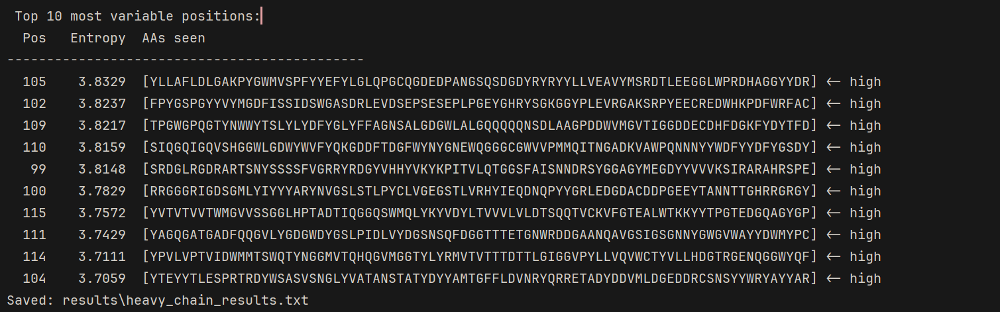 Top 10 most variable positions:
Pos Entropy AAs seen
---------------------------------------------
105 3.8329 [YLLAFLDLGAKPYGWMVSPFYYEFYLGLQPGCQGDEDPANGSQSDGDYRYRYYLLVEAVYMSRDTLEEGGLWPRDHAGGYYDR] <- high
102 3.8237 [FPYGSPGYYVYMGDFISSIDSWGASDRLEVDSEPSESEPLPGEYGHRYSGKGGYPLEVRGAKSRPYEECREDWHKPDFWRFAC] <- high
109 3.8217 [TPGWGPQGTYNWWYTSLYLYDFYGLYFFAGNSALGDGWLALGQQQQQNSDLAAGPDDWVMGVTIGGDDECDHFDGKFYDYTFD] <- high
110 3.8159 [SIQGQIGQVSHGGWLGDWYWVFYQKGDDFTDGFWYNYGNEWQGGGCGWVVPMMQITNGADKVAWPQNNNYYWDFYYDFYGSDY] <- high
99 3.8148 [SRDGLRGDRARTSNYSSSSFVGRRYRDGYVHHYVKYKPITVLQTGGSFAISNNDRSYGGAGYMEGDYYVVVKSIRARAHRSPE] <- high
100 3.7829 [RRGGGRIGDSGMLYIYYYARYNVGSLSTLPYCLVGEGSTLVRHYIEQDNQPYYGRLEDGDACDDPGEEYTANNTTGHRRGRGY] <- high
115 3.7572 [YVTVTVVTWMGVVSSGGLHPTADTIQGGQSWMQLYKYVDYLTVVVLVLDTSQQTVCKVFGTEALWTKKYYTPGTEDGQAGYGP] <- high
111 3.7429 [YAGQGATGADFQQGVLYGDGWDYGSLPIDLVYDGSNSQFDGGTTTETGNWRDDGAANQAVGSIGSGNNYGWGVWAYYDWMYPC] <- high
114 3.7111 [YPVLVPTVIDWMMTSWQTYNGGMVTQHQGVMGGTYLYRMVTVTTTDTTLGIGGVPYLLVQVWCTYVLLHDGTRGENQGGWYQF] <- high
104 3.7059 [YTEYYTLESPRTRDYWSASVSNGLYVATANSTATYDYYAMTGFFLDVNRYQRRETADYDDVMLDGEDDRCSNSYYWRYAYYAR] <- high
Saved: results\heavy_chain_results.txt